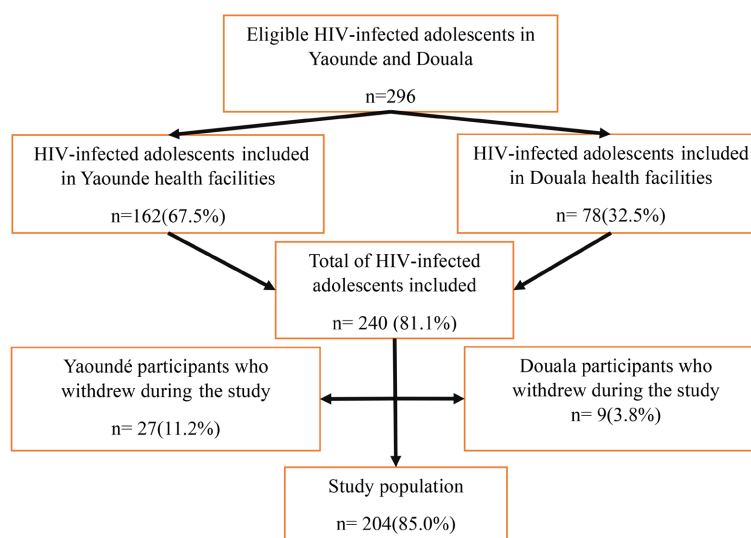 Eligible HIV-infected adolescents in
Yaounde and Douala
n=296
HIV-infected adolescents included
in Yaounde health facilities
n=162(67.5%)
HIV-infected adolescents included
in Douala health facilities
n= 78(32.5%)
Total of HIV-infected
adolescents included
n= 240 (81.1%)
Yaoundé participants who
withdrew during the study
n= 27(11.2%)
Douala participants who
withdrew during the study
n= 9(3.8%)
Study population
n= 204(85.0%)